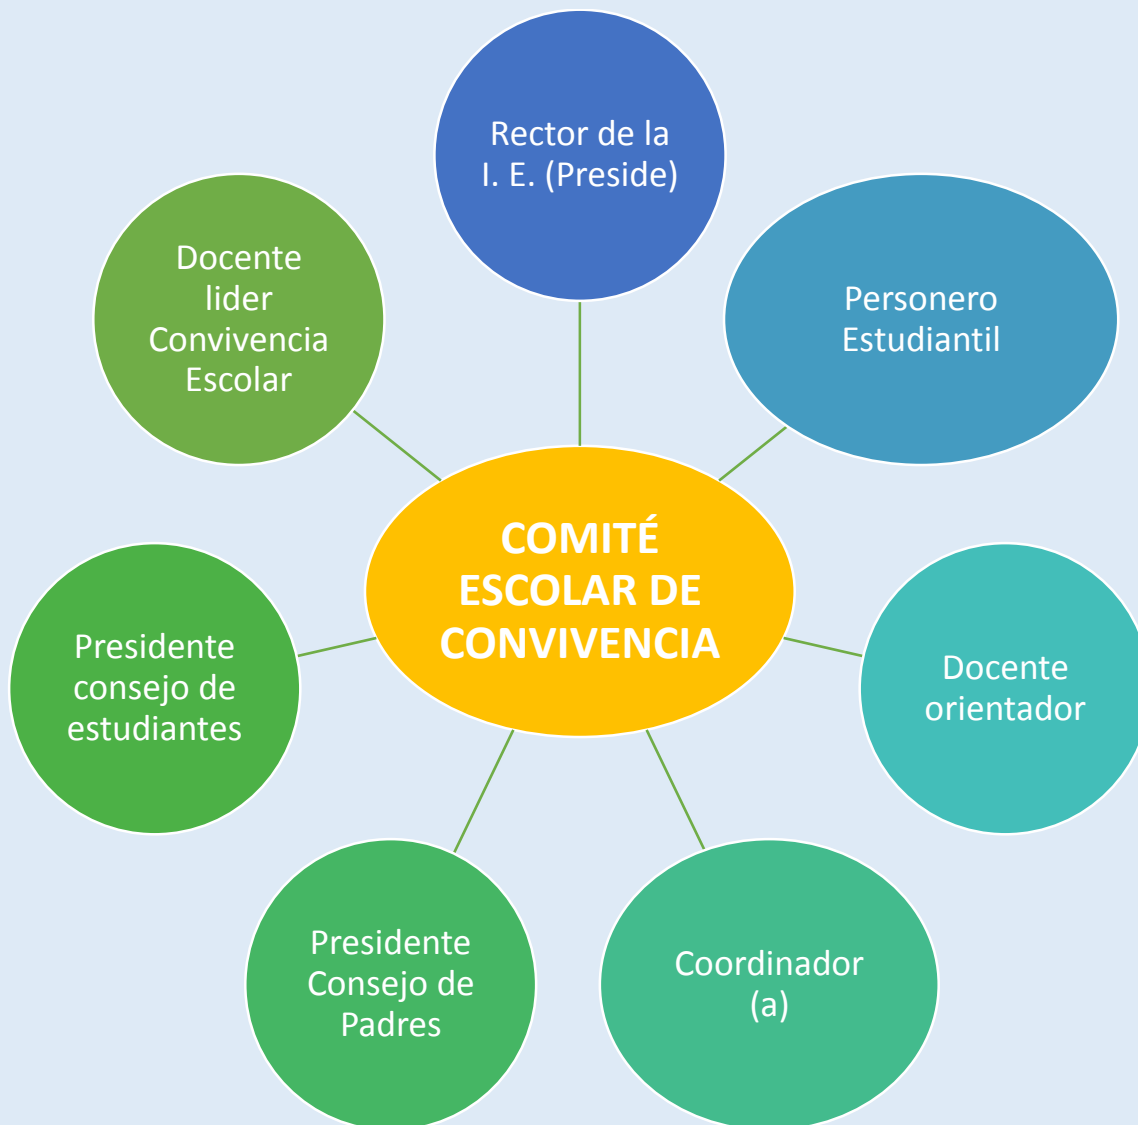 Rector de la
I. E. (Preside)
Personero
Estudiantil
Docente
orientador
Coordinador
(a)
Presidente
Consejo de
Padres
Presidente
consejo de
estudiantes
Docente
lider
Convivencia
Escolar
COMITÉ
ESCOLAR DE
CONVIVENCIA